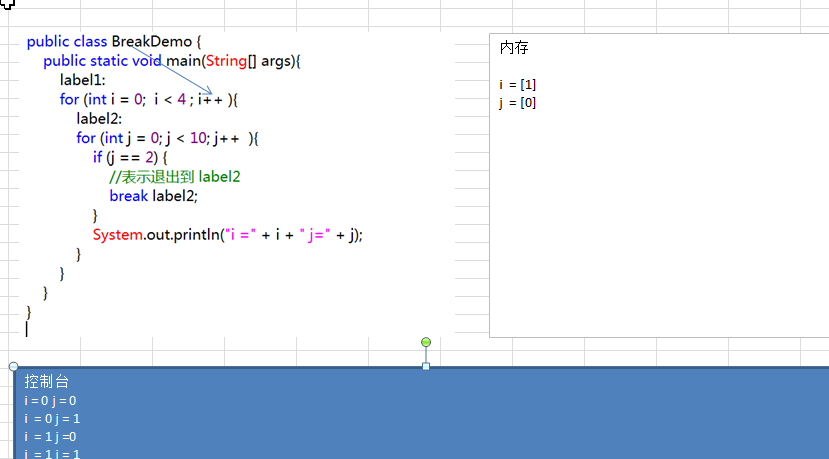 public class BreakDemo {
public static void main(String[] args){
label1:
for (int i = 0;  i < 4 ; i++ ){
label2:
for (int j = 0; j < 10; j++  ){
if (j == 2) {
//表示退出到 label2
break label2;
}
System.out.println("i =" + i + " j=" + j);
}
}
}
}
内存
i  = [1]
j  = [0]
控制台
i = 0 j = 0
i  = 0 j = 1
i  = 1 j =0
i  = 1 j = 1